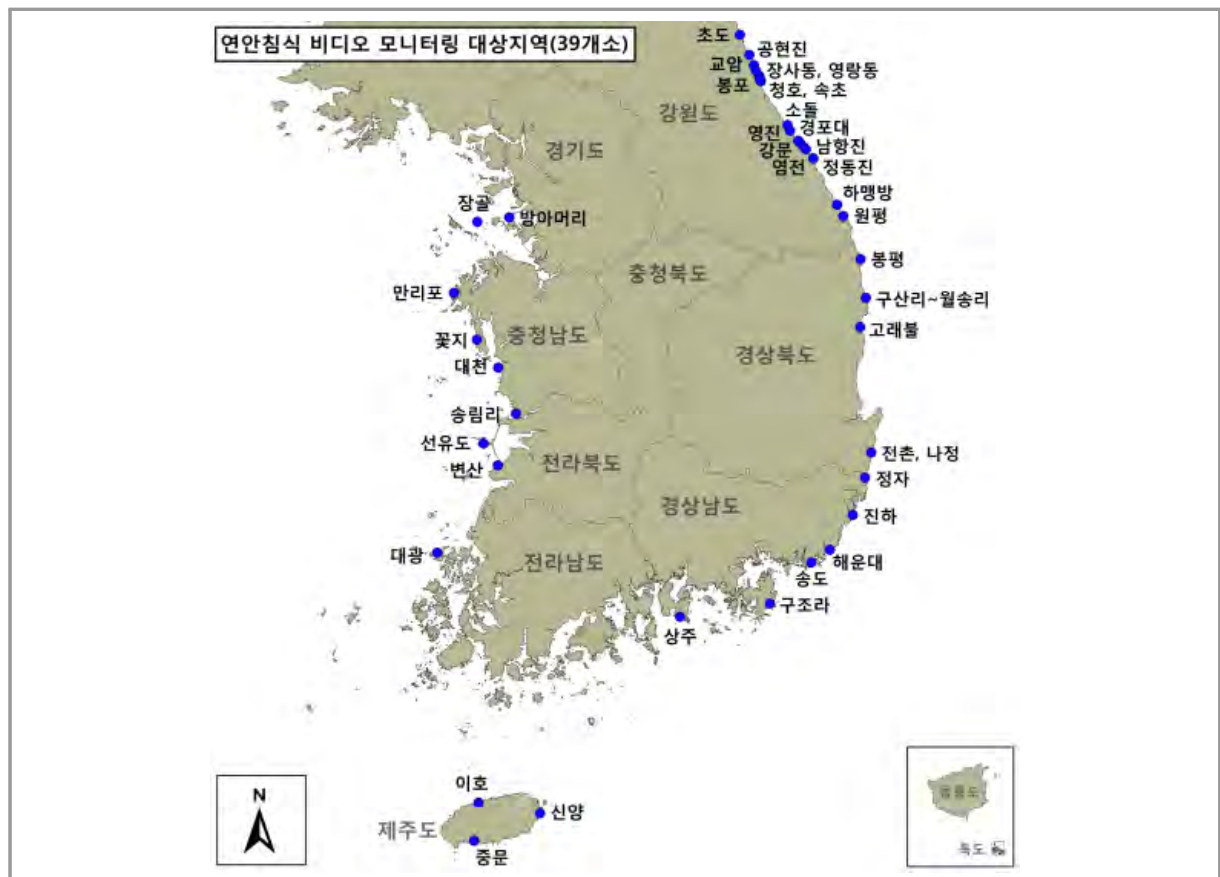 연안침식 비디오 모니터링 대상지역(39개소)
초도
공현진
교암
장사동, 영랑동
봉포
청호, 속초
강원도
소돌
영진
경포대
강문
남항진
염전
정동진
경기도
하맹방
장골
방아머리
원평
봉평
충청북도
만리포
구산리~월송리
충청남도
고래불
꽃지
경상북도
대천
송림리
선유도
전촌, 나정
전라북도
변산
정자
경상남도
진하
대광
전라남도
해운대
송도
구조라
상주
N
이호
신양
제주도
중문
울릉도
독도